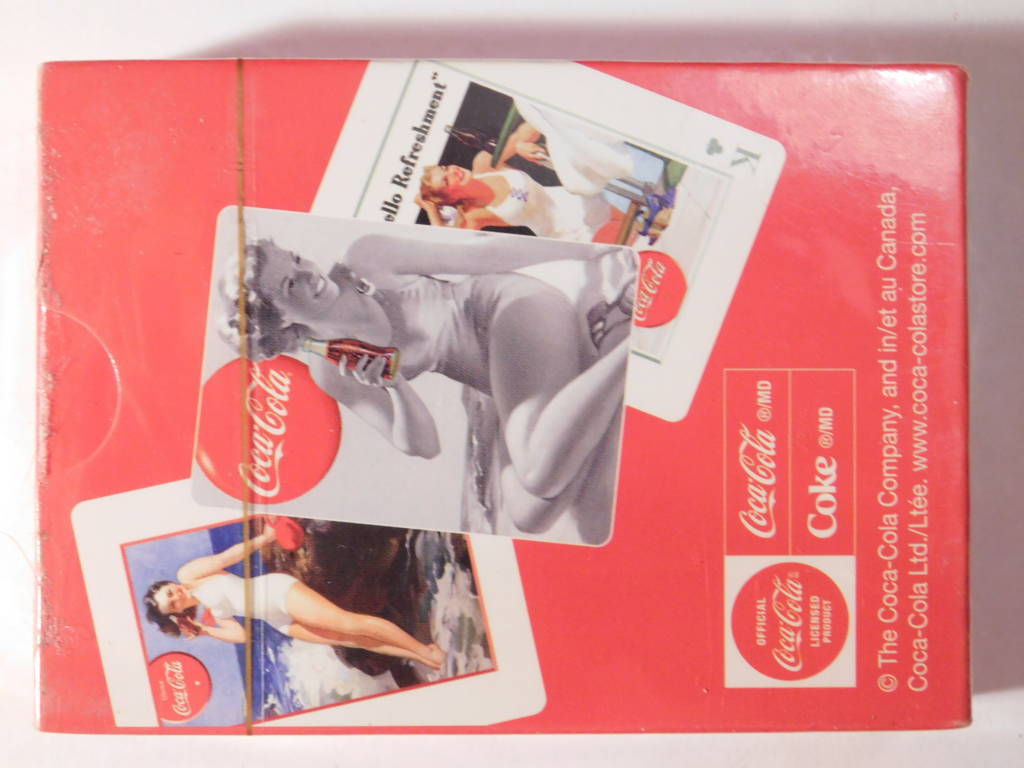 Coca-Cola
Coca-Cola
ello Refreshment"
Coca-Cola
K
OFFICIAL
Coca-Cola
LICENSED
PRODUCT
Coca-Cola ®/MD
Coke ®/MD
© The Coca-Cola Company, and in/et au Canada,
Coca-Cola Ltd./Ltée. www.coca-colastore.com